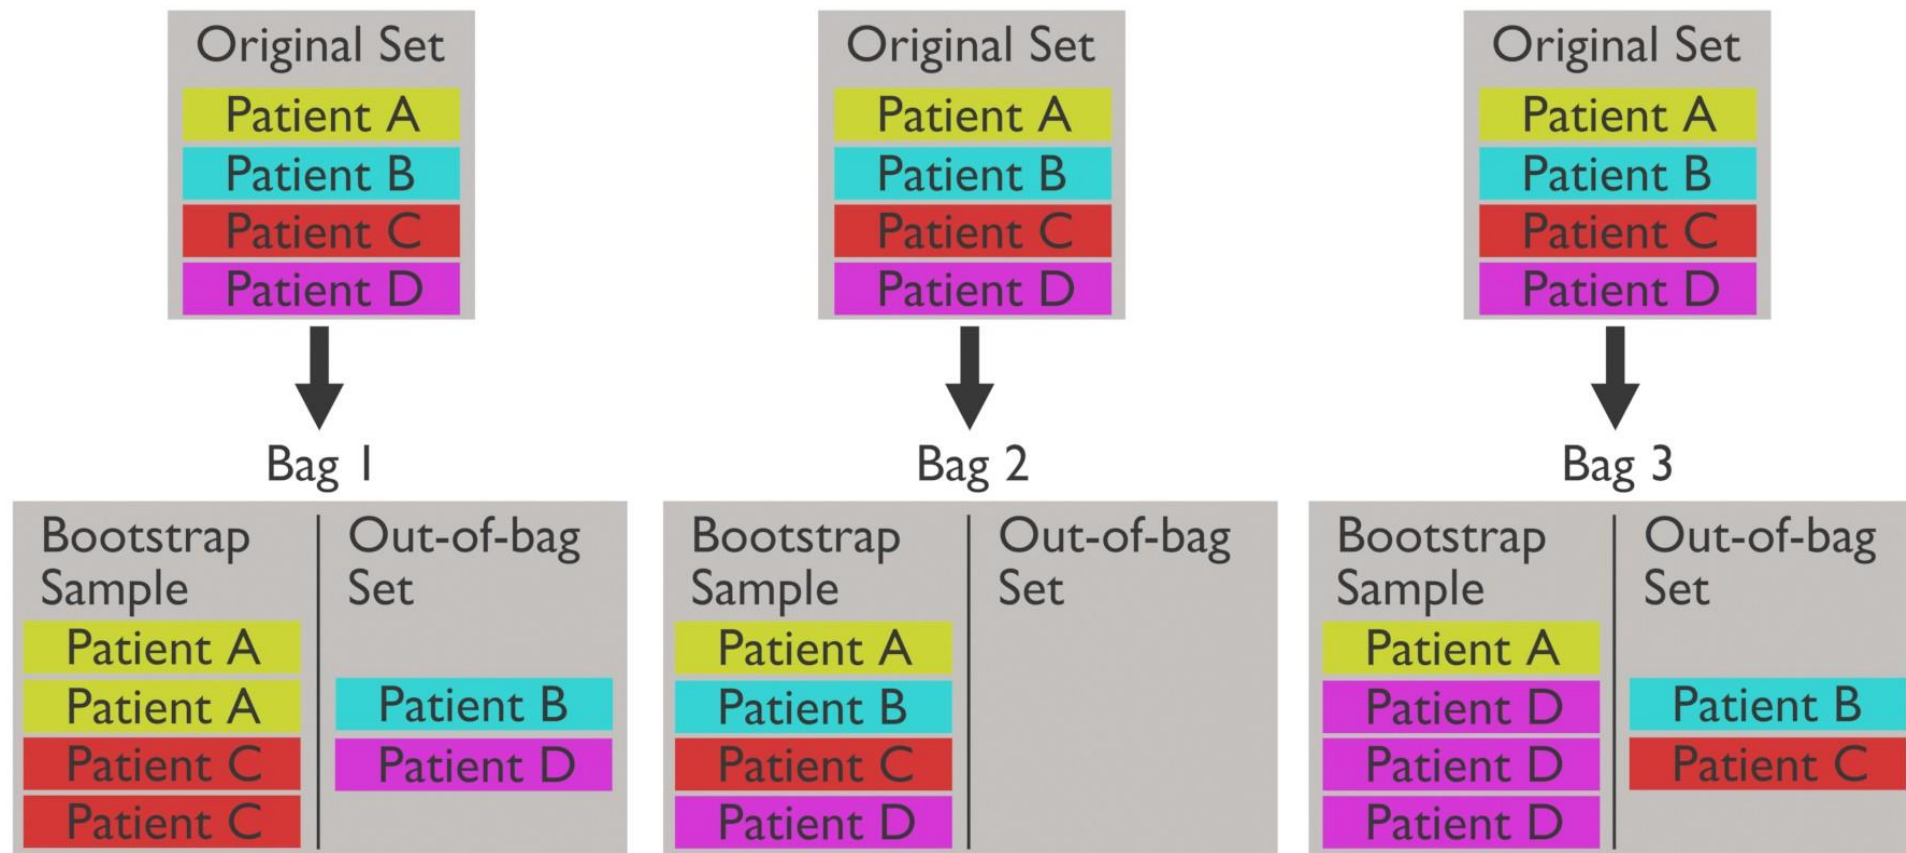 Original Set
Patient A
Patient B
Patient C
Patient D
Original Set
Patient A
Patient B
Patient C
Patient D
Original Set
Patient A
Patient B
Patient C
Patient D
Bag 1
Bootstrap
Sample
Patient A
Patient A
Patient C
Patient C
Out-of-bag
Set
Patient B
Patient D
Bag 2
Bootstrap
Sample
Patient A
Patient B
Patient C
Patient D
Out-of-bag
Set
Bag 3
Bootstrap
Sample
Patient A
Patient D
Patient D
Patient D
Out-of-bag
Set
Patient B
Patient C